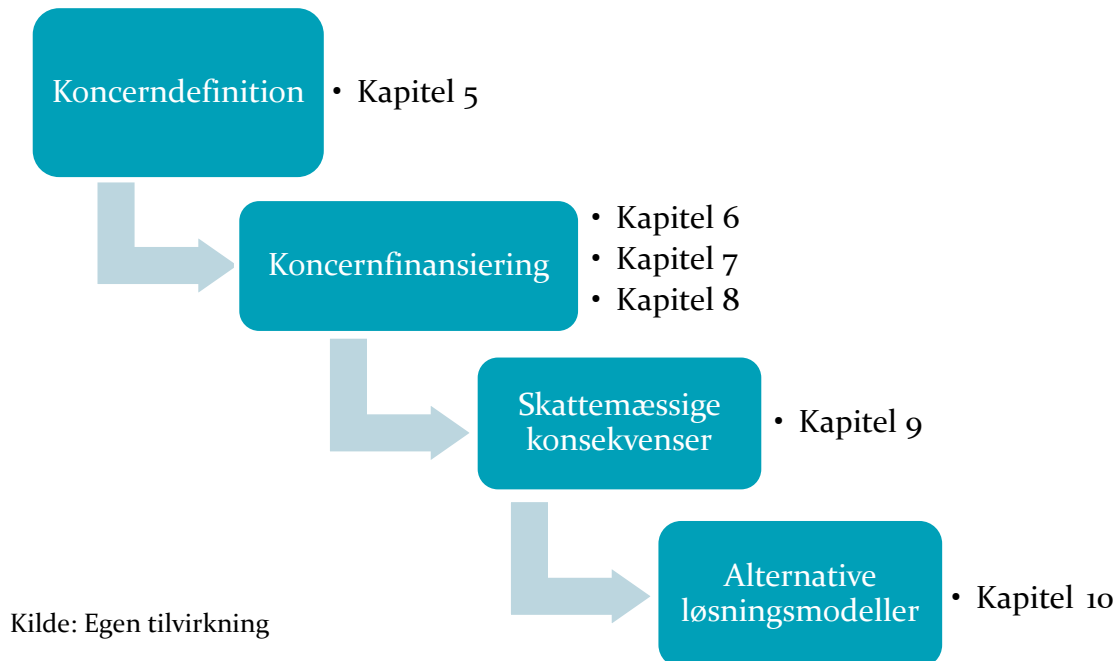 Koncerndefinition
• Kapitel 5
Koncernfinansiering
• Kapitel 6
• Kapitel 7
• Kapitel 8
Skattemæssige
konsekvenser
• Kapitel 9
Alternative
løsningsmodeller
• Kapitel 10
Kilde: Egen tilvirkning